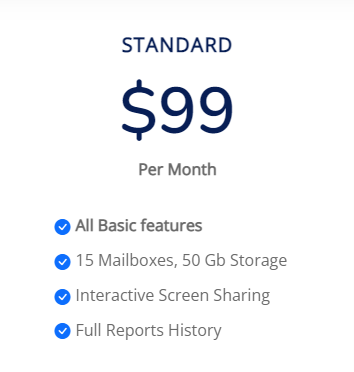 STANDARD
$99
Per Month
All Basic features
15 Mailboxes, 50 Gb Storage
Interactive Screen Sharing
Full Reports History